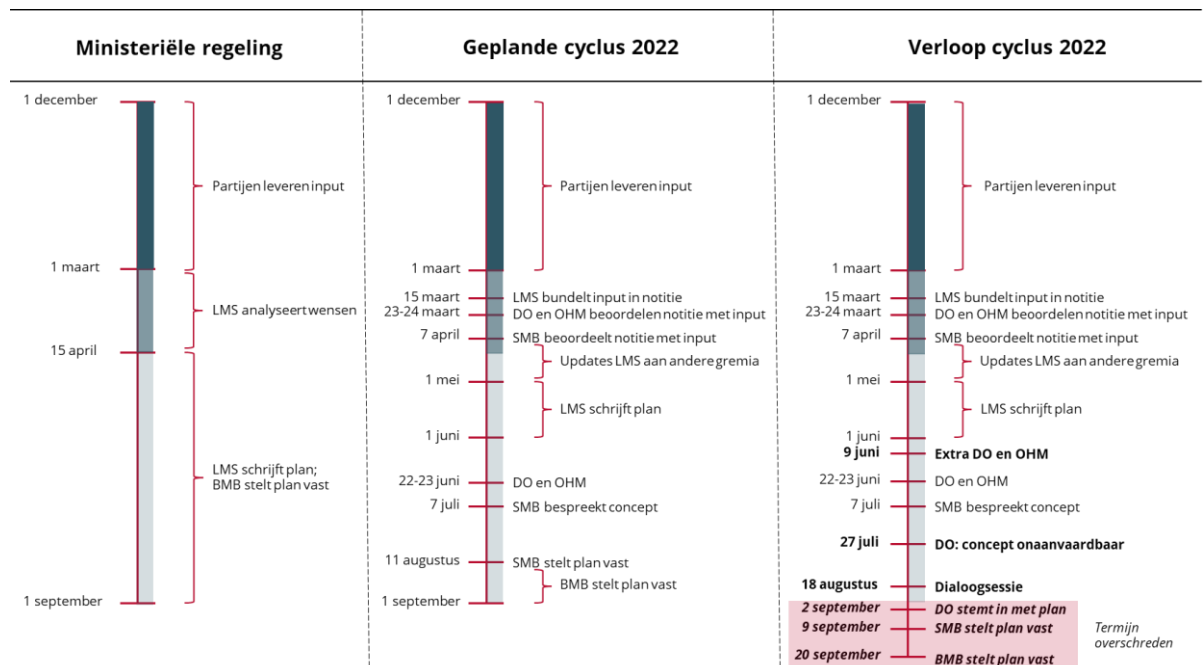 Ministeriële regeling
1 december
Partijen leveren input
1 maart
LMS analyseert wensen
15 april
LMS schrijft plan;
BMB stelt plan vast
1 september
Geplande cyclus 2022
1 december
Partijen leveren input
1 maart
15 maart LMS bundelt input in notitie
23-24 maart DO en OHM beoordelen notitie met input
7 april SMB beoordeelt notitie met input
Updates LMS aan andere gremia
1 mei
LMS schrijft plan
1 juni
22-23 juni DO en OHM
7 juli SMB bespreekt concept
11 augustus SMB stelt plan vast
BMB stelt plan vast
1 september
Verloop cyclus 2022
1 december
Partijen leveren input
1 maart
15 maart LMS bundelt input in notitie
23-24 maart DO en OHM beoordelen notitie met input
7 april SMB beoordeelt notitie met input
Updates LMS aan andere gremia
1 mei
LMS schrijft plan
1 juni
9 juni Extra DO en OHM
22-23 juni DO en OHM
7 juli SMB bespreekt concept
27 juli DO: concept onaanvaardbaar
18 augustus Dialoogsessie
2 september DO stemt in met plan
9 september SMB stelt plan vast
Termijn
overschreden
20 september BMB stelt plan vast